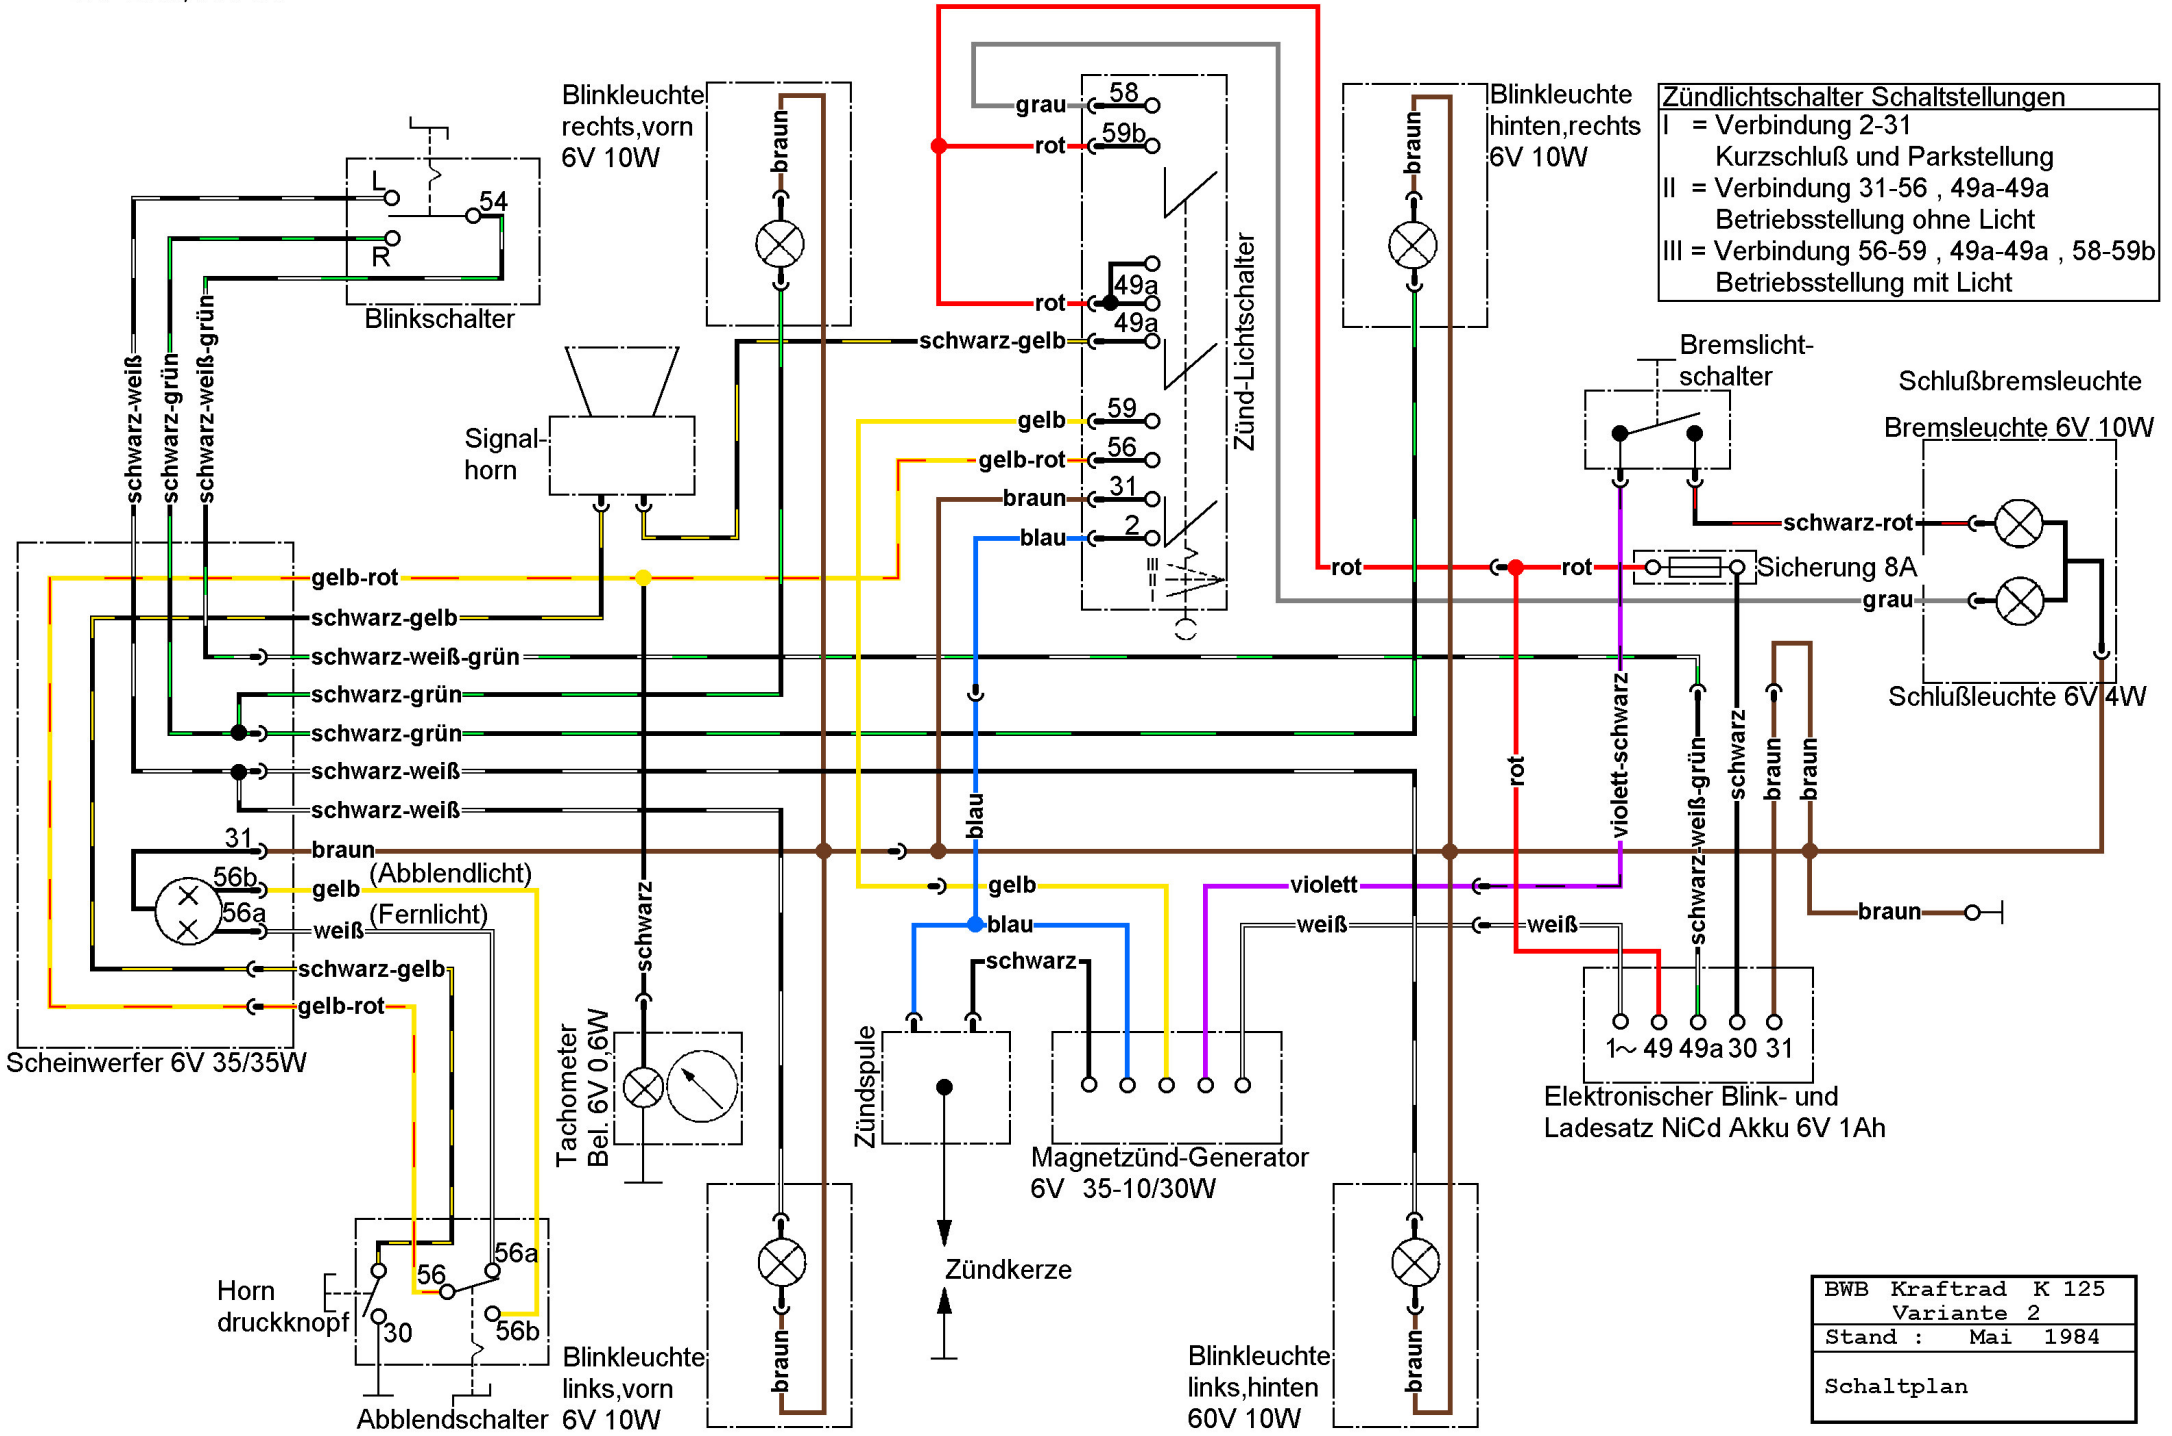 Blinkleuchte
rechts,vorn
6V 10W
braun
grau
58
rot
59b
rot
49a
49a
schwarz-gelb
gelb
59
gelb-rot
56
braun
31
blau
2
III
II
I
Zünd-Lichtschalter
Blinkleuchte
hinten,rechts
6V 10W
braun
Zündlichtschalter Schaltstellungen
I = Verbindung 2-31
Kurzschluß und Parkstellung
II = Verbindung 31-56 , 49a-49a
Betriebsstellung ohne Licht
III = Verbindung 56-59 , 49a-49a , 58-59b
Betriebsstellung mit Licht
L
54
R
Blinkschalter
schwarz-weiß
schwarz-grün
schwarz-weiß-grün
Signal-
horn
Bremslicht-
schalter
Schlußbremsleuchte
Bremsleuchte 6V 10W
schwarz-rot
rot
rot
Sicherung 8A
grau
Schlußleuchte 6V 4W
gelb-rot
schwarz-gelb
schwarz-weiß-grün
schwarz-grün
schwarz-grün
schwarz-weiß
schwarz-weiß
31
braun
56b
(Abblendlicht)
gelb
56a
(Fernlicht)
weiß
schwarz-gelb
gelb-rot
Scheinwerfer 6V 35/35W
schwarz
blau
gelb
blau
schwarz
violett
weiß
weiß
rot
violett-schwarz
schwarz-weiß-grün
schwarz
braun
braun
braun
Tachometer
Bel. 6V 0,6W
Zündspule
Magnetzünd-Generator
6V 35-10/30W
1~ 49 49a 30 31
Elektronischer Blink- und
Ladesatz NiCd Akku 6V 1Ah
Zündkerze
Horn
druckknopf
56
56a
30
56b
Abblendschalter
Blinkleuchte
links,vorn
6V 10W
braun
Blinkleuchte
links,hinten
60V 10W
braun
BWB Kraftrad K 125
Variante 2
Stand : Mai 1984
Schaltplan